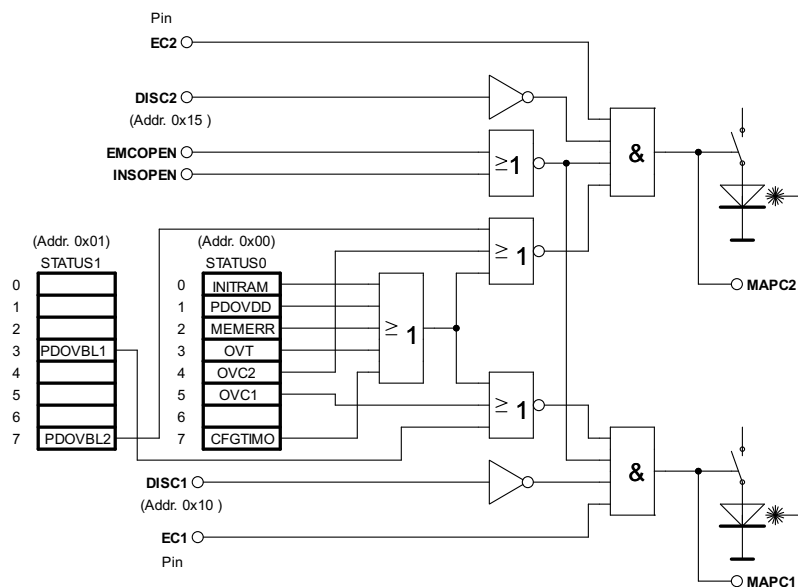 Pin
EC2
DISC2
(Addr. 0x15 )
EMCOPEN
INSOPEN
≥1
&
MAPC2
(Addr. 0x01)
STATUS1
(Addr. 0x00)
STATUS0
≥ 1
0
INITRAM
1
PDOVDD
2
MEMERR
≥ 1
3
PDOVBL1
OVT
4
OVC2
5
OVC1
≥ 1
6
7
PDOVBL2
CFGTIMO
DISC1
(Addr. 0x10 )
&
EC1
Pin
MAPC1